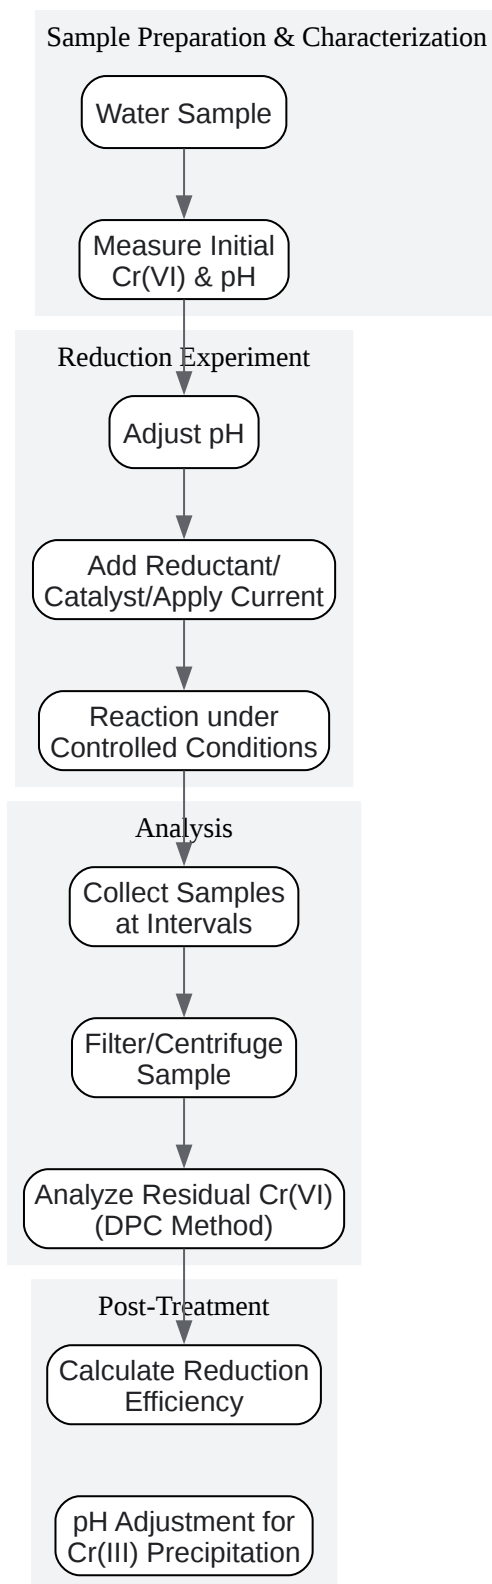 Sample Preparation & Characterization
Water Sample
Measure Initial
Cr(VI) & pH
Reduction Experiment
Adjust pH
Add Reductant/
Catalyst/Apply Current
Reaction under
Controlled Conditions
Analysis
Collect Samples
at Intervals
Filter/Centrifuge
Sample
Analyze Residual Cr(VI)
(DPC Method)
Post-Treatment
Calculate Reduction
Efficiency
pH Adjustment for
Cr(III) Precipitation